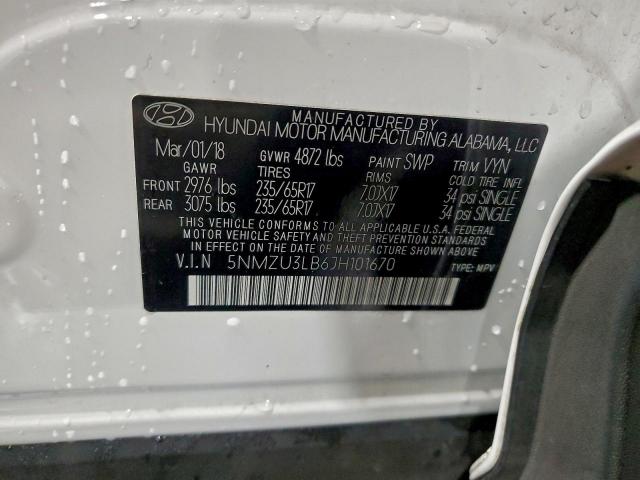 MANUFACTURED BY
HYUNDAI MOTOR MANUFACTURING ALABAMA, LLC
Mar/01/18 GVWR 4872 lbs PAINT SWP TRIM VYN
GAWR TIRES RIMS COLD TIRE INFL
FRONT 2976 lbs 235/65R17 7.0JX17 34 psi SINGLE
REAR 3075 lbs 235/65R17 7.0JX17 34 psi SINGLE
THIS VEHICLE CONFORMS TO ALL APPLICABLE U.S.A. FEDERAL
MOTOR VEHICLE SAFETY AND THEFT PREVENTION STANDARDS
IN EFFECT ON THE DATE OF MANUFACTURE SHOWN ABOVE.
V.I.N 5NMZU3LB6JH101670 TYPE: MPV